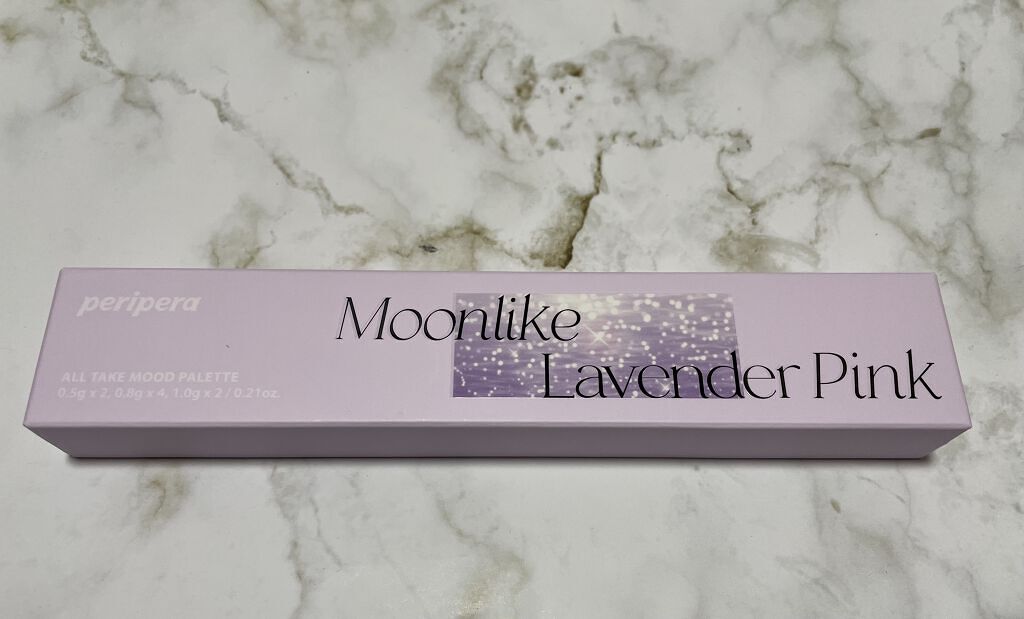 peripera
ALL TAKE MOOD PALETTE
0.5g x 2, 0.8g x 4, 1.0g x 2 / 0.21oz.
Moonlike
Lavender Pink